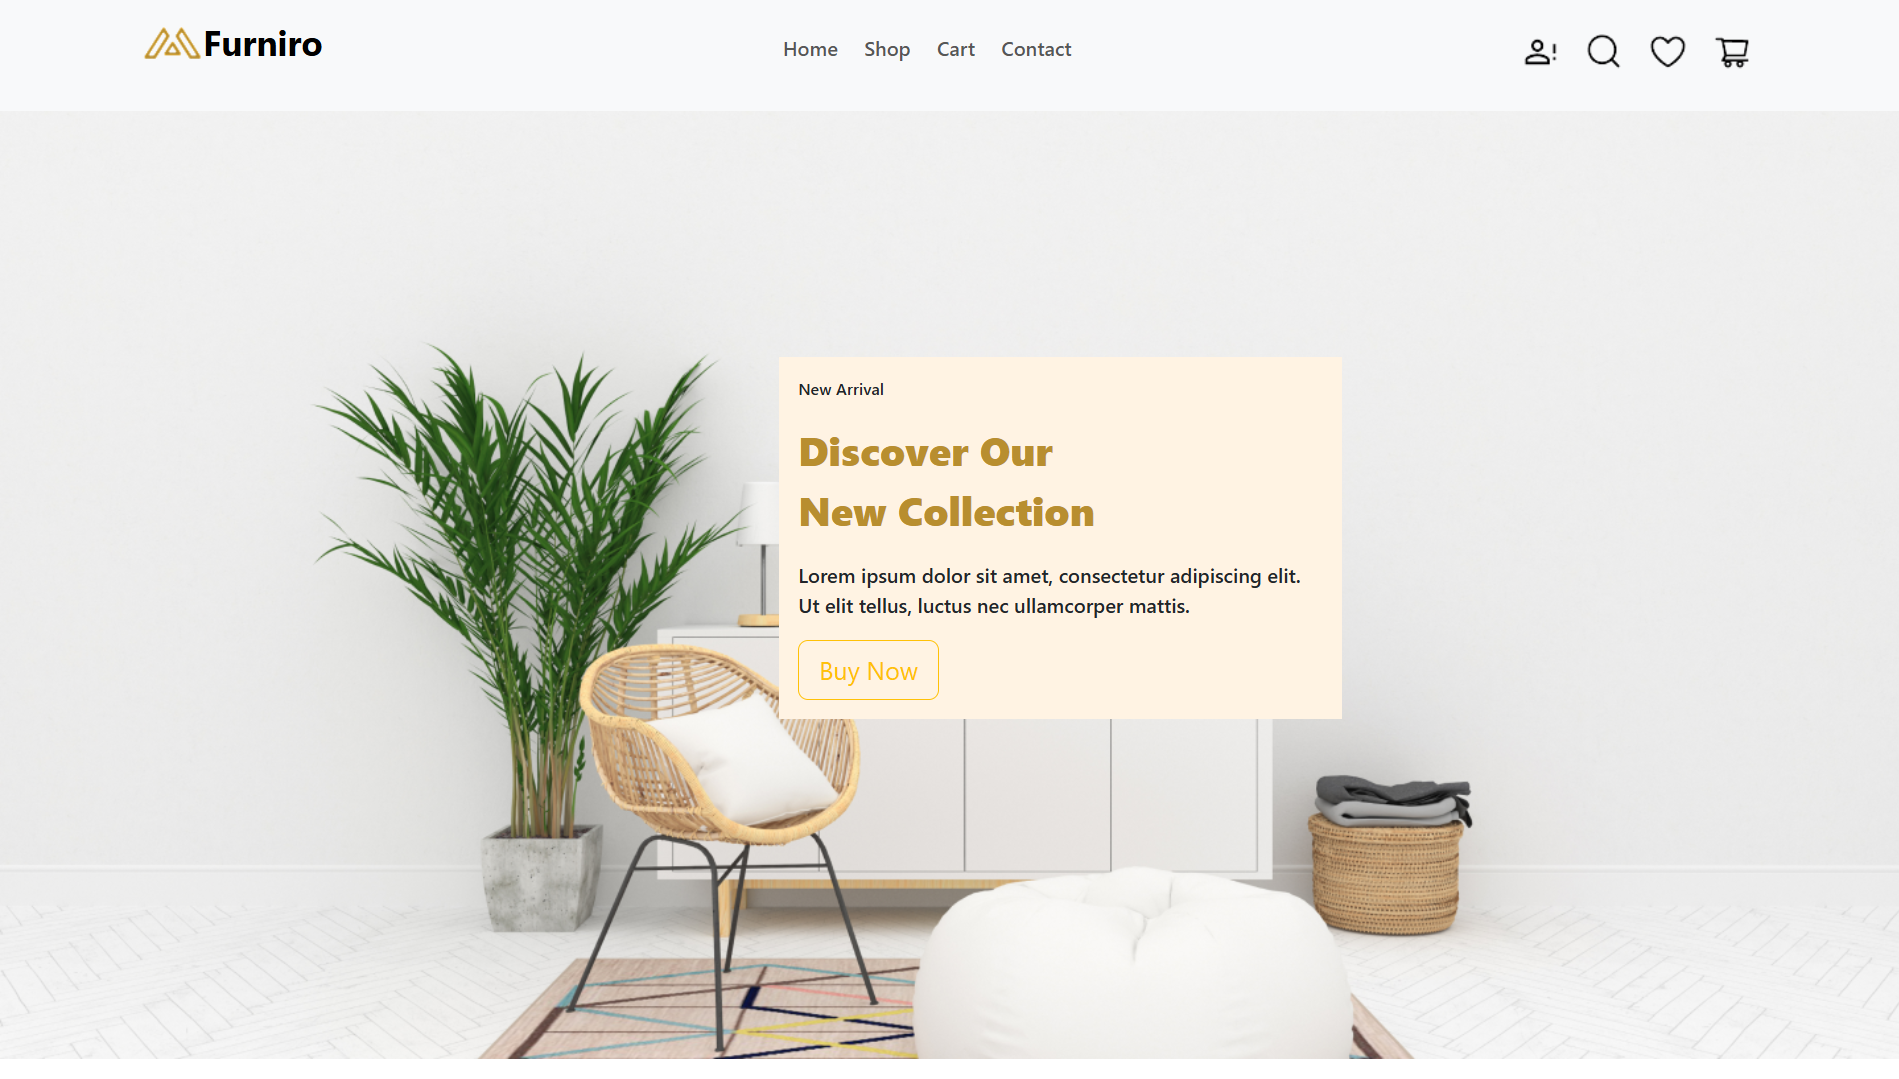 Furniro
Home Shop Cart Contact
New Arrival
Discover Our
New Collection
Lorem ipsum dolor sit amet, consectetur adipiscing elit.
Ut elit tellus, luctus nec ullamcorper mattis.
Buy Now